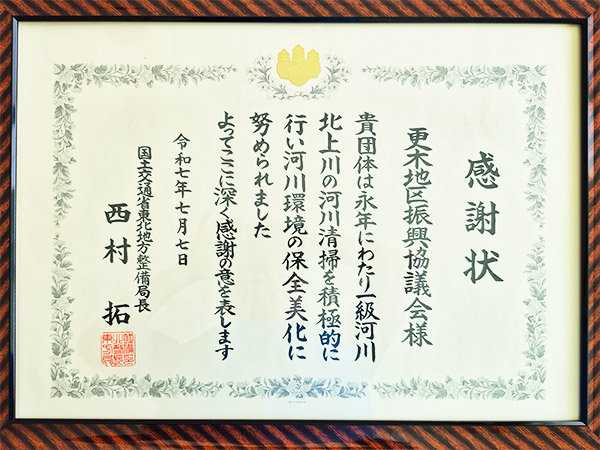 感謝状
更木地区振興協議会様
貴団体は永年にわたり一級河川
北上川の河川清掃を積極的に
行い河川環境の保全美化に
努められました
よってここに深く感謝の意を表します
令和七年七月七日
国土交通省東北地方整備局長
西村 拓